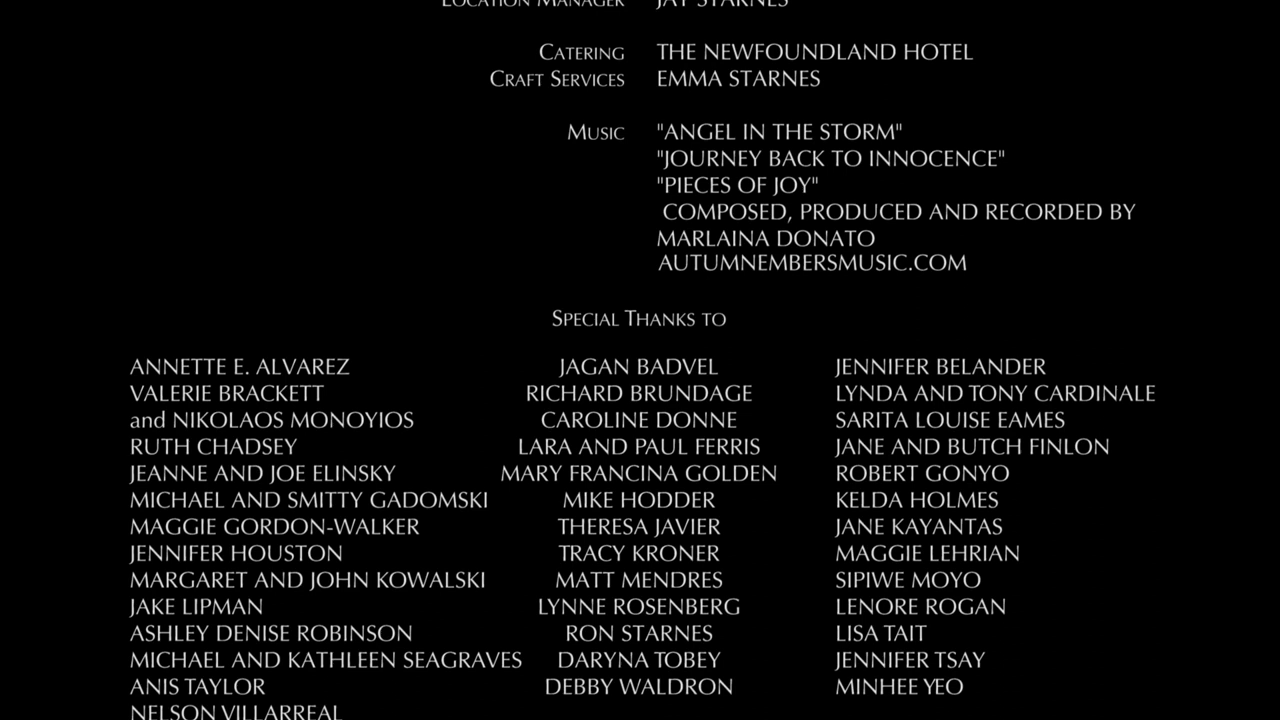 LOCATION MANAGER JAY STARNES
CATERING THE NEWFOUNDLAND HOTEL
CRAFT SERVICES EMMA STARNES
MUSIC "ANGEL IN THE STORM"
"JOURNEY BACK TO INNOCENCE"
"PIECES OF JOY"
COMPOSED, PRODUCED AND RECORDED BY
MARLAINA DONATO
AUTUMNEMBERSMUSIC.COM
SPECIAL THANKS TO
ANNETTE E. ALVAREZ JAGAN BADVEL JENNIFER BELANDER
VALERIE BRACKETT RICHARD BRUNDAGE LYNDA AND TONY CARDINALE
and NIKOLAOS MONOYIOS CAROLINE DONNE SARITA LOUISE EAMES
RUTH CHADSEY LARA AND PAUL FERRIS JANE AND BUTCH FINLON
JEANNE AND JOE ELINSKY MARY FRANCINA GOLDEN ROBERT GONYO
MICHAEL AND SMITTY GADOMSKI MIKE HODDER KELDA HOLMES
MAGGIE GORDON-WALKER THERESA JAVIER JANE KAYANTAS
JENNIFER HOUSTON TRACY KRONER MAGGIE LEHRIAN
MARGARET AND JOHN KOWALSKI MATT MENDRES SIPIWE MOYO
JAKE LIPMAN LYNNE ROSENBERG LENORE ROGAN
ASHLEY DENISE ROBINSON RON STARNES LISA TAIT
MICHAEL AND KATHLEEN SEAGRAVES DARYNA TOBEY JENNIFER TSAY
ANIS TAYLOR DEBBY WALDRON MINHEE YEO
NELSON VILLARREAL